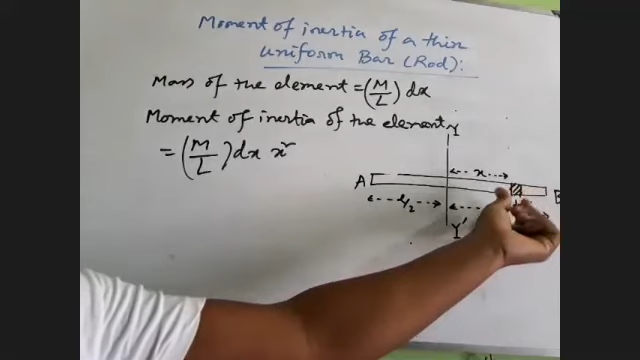 Moment of inertia of a thin
uniform Bar (Rod):
Mass of the element = (M/L) dx
Moment of inertia of the element
= (M/L) dx x²
Y
x
A
B
L/2
Y'